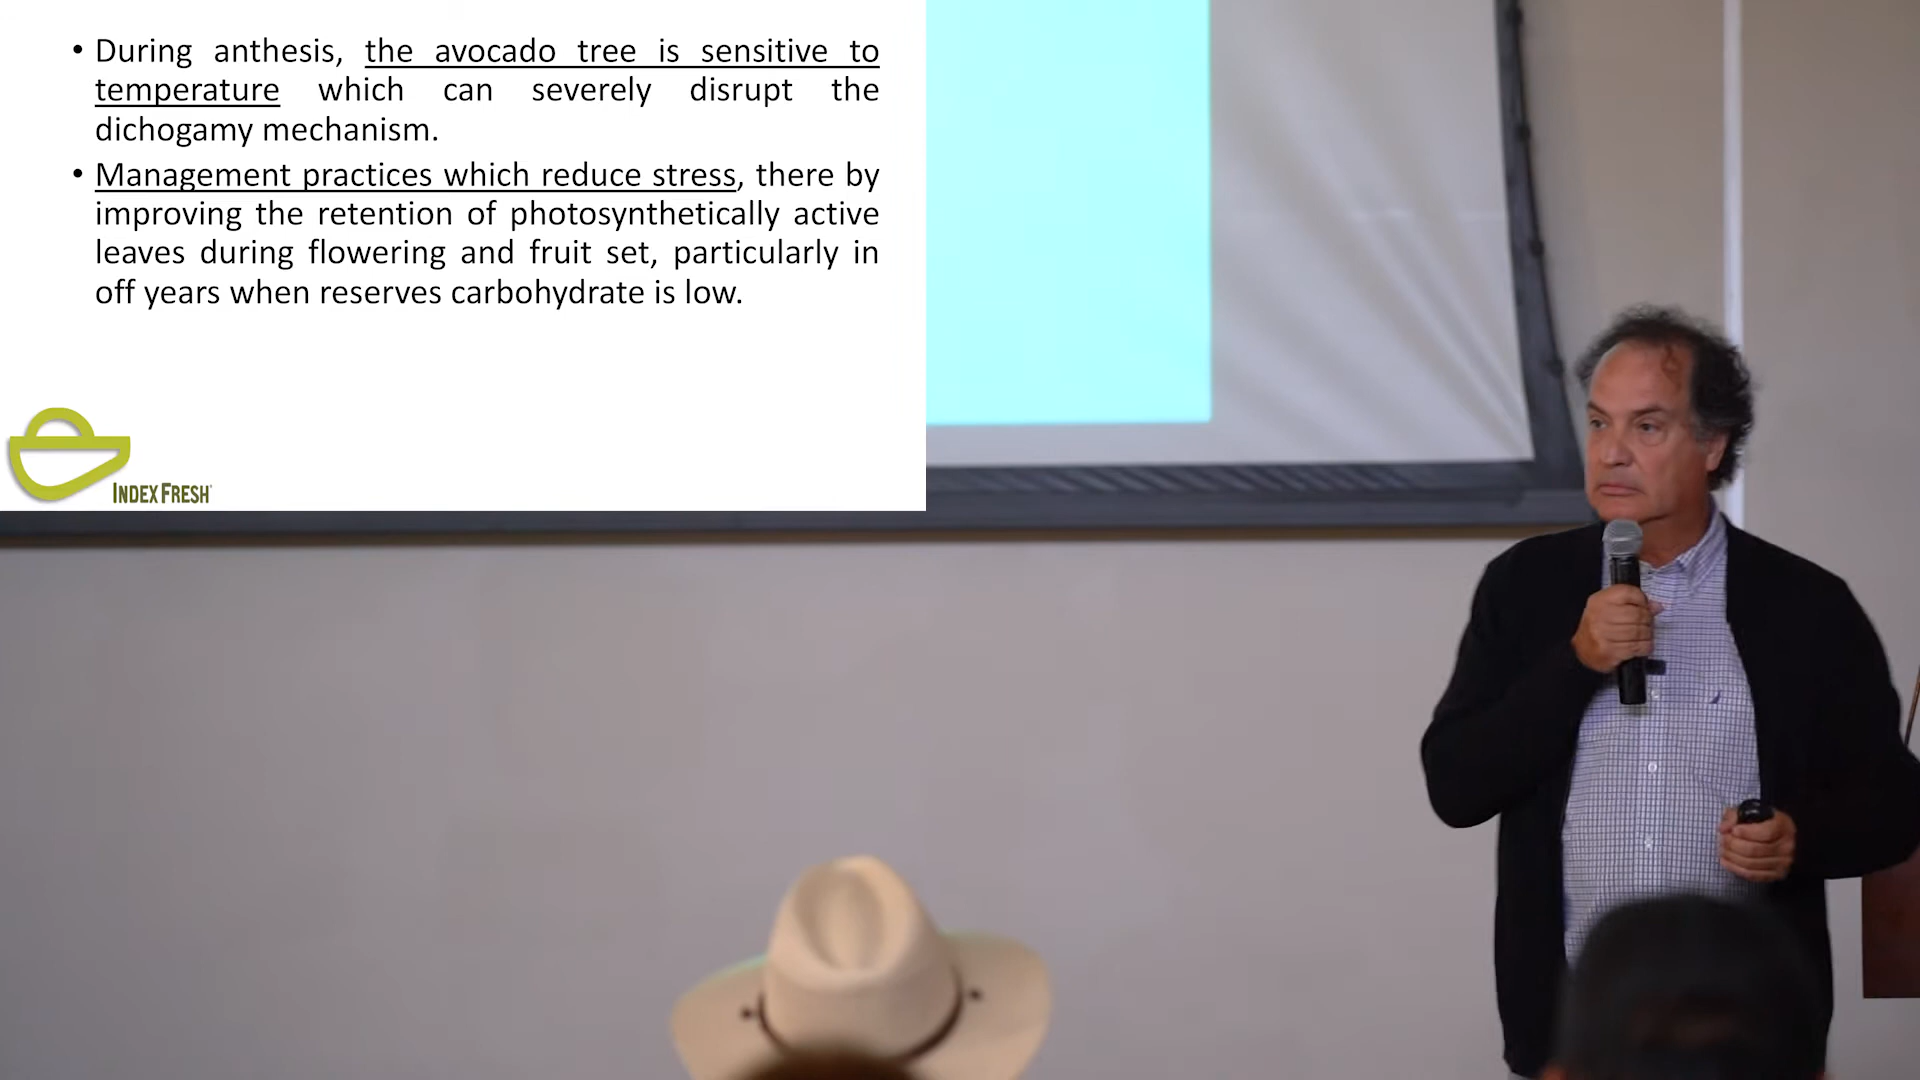 • During anthesis, the avocado tree is sensitive to
temperature which can severely disrupt the
dichogamy mechanism.
• Management practices which reduce stress, there by
improving the retention of photosynthetically active
leaves during flowering and fruit set, particularly in
off years when reserves carbohydrate is low.
INDEX FRESH